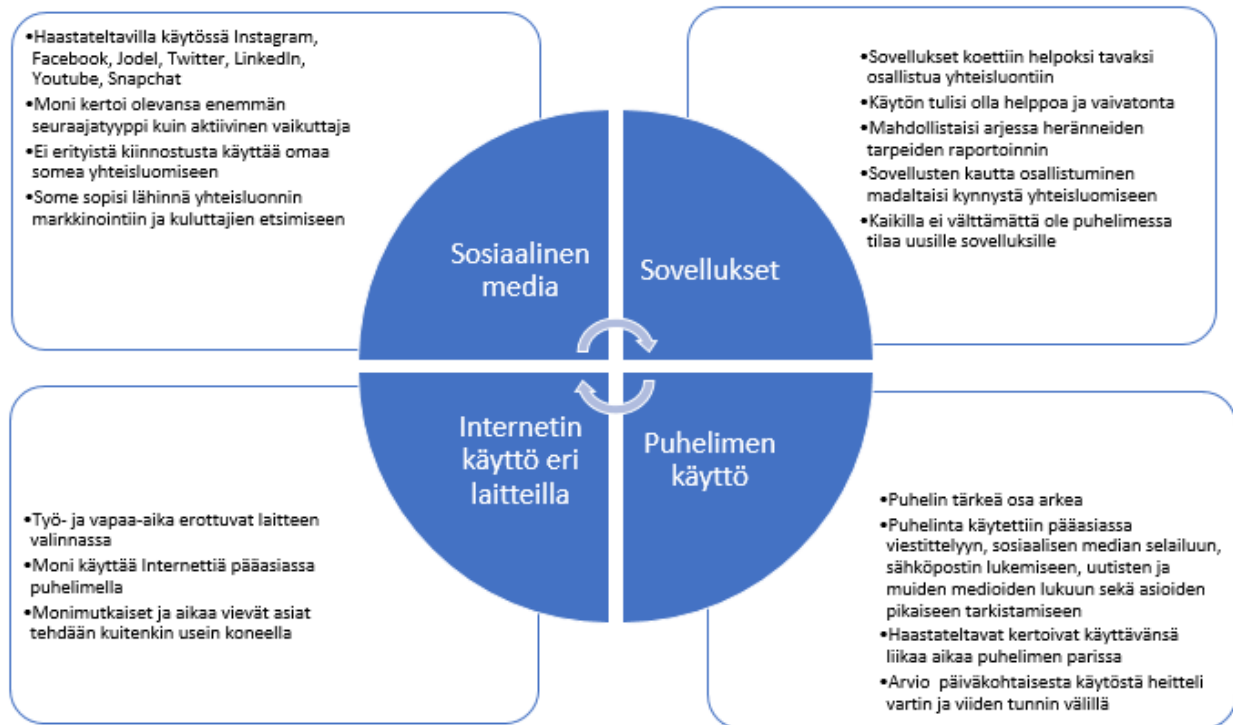 •Haastateltavilla käytössä Instagram,
Facebook, Jodel, Twitter, LinkedIn,
Youtube, Snapchat
•Moni kertoi olevansa enemmän
seuraajatyyppi kuin aktiivinen vaikuttaja
•Ei erityistä kiinnostusta käyttää omaa
somea yhteisluomiseen
•Some sopisi lähinnä yhteisluonnin
markkinointiin ja kuluttajien etsimiseen
•Sovellukset koettiin helpoksi tavaksi
osallistua yhteisluontiin
•Käytön tulisi olla helppoa ja vaivatonta
•Mahdollistaisi arjessa heränneiden
tarpeiden raportoinnin
•Sovellusten kautta osallistuminen
madaltaisi kynnystä yhteisluomiseen
•Kaikilla ei välttämättä ole puhelimessa
tilaa uusille sovelluksille
Sosiaalinen
media
Sovellukset
Internetin
käyttö eri
laitteilla
Puhelimen
käyttö
•Työ- ja vapaa-aika erottuvat laitteen
valinnassa
•Moni käyttää Internettiä pääasiassa
puhelimella
•Monimutkaiset ja aikaa vievät asiat
tehdään kuitenkin usein koneella
•Puhelin tärkeä osa arkea
•Puhelinta käytettiin pääasiassa
viestittelyyn, sosiaalisen median selailuun,
sähköpostin lukemiseen, uutisten ja
muiden medioiden lukuun sekä asioiden
pikaiseen tarkistamiseen
•Haastateltavat kertoivat käyttävänsä
liikaa aikaa puhelimen parissa
•Arvio päiväkohtaisesta käytöstä heitteli
vartin ja viiden tunnin välillä